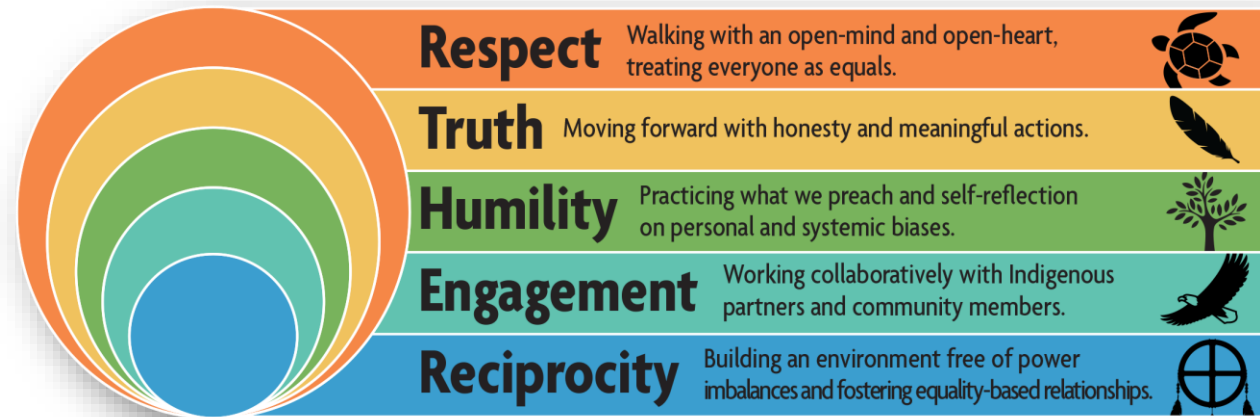 Respect
Walking with an open-mind and open-heart,
treating everyone as equals.
Truth
Moving forward with honesty and meaningful actions.
Humility
Practicing what we preach and self-reflection
on personal and systemic biases.
Engagement
Working collaboratively with Indigenous
partners and community members.
Reciprocity
Building an environment free of power
imbalances and fostering equality-based relationships.